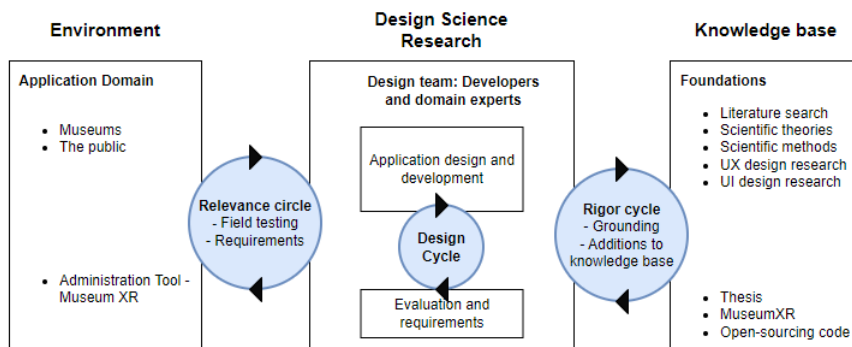 Environment
Design Science
Research
Knowledge base
Application Domain
Museums
The public
Administration Tool -
Museum XR
Relevance circle
- Field testing
- Requirements
Design team: Developers
and domain experts
Application design and
development
Design
Cycle
Evaluation and
requirements
Rigor cycle
- Grounding
- Additions to
knowledge base
Foundations
Literature search
Scientific theories
Scientific methods
UX design research
UI design research
Thesis
MuseumXR
Open-sourcing code